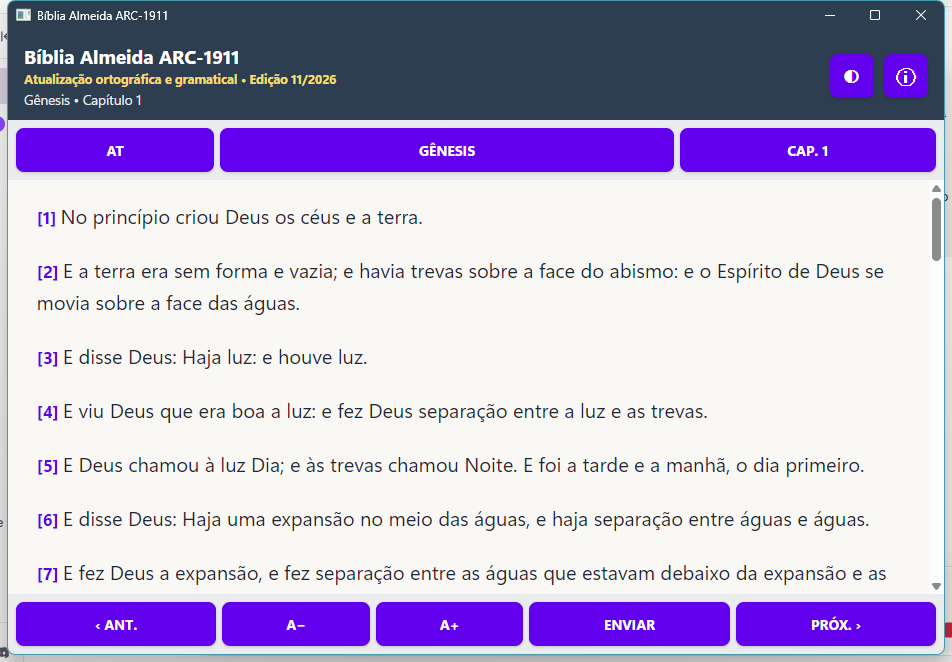 Bíblia Almeida ARC-1911
Bíblia Almeida ARC-1911
Atualização ortográfica e gramatical • Edição 11/2026
Gênesis • Capítulo 1
AT
GÊNESIS
CAP. 1
[1] No princípio criou Deus os céus e a terra.
[2] E a terra era sem forma e vazia; e havia trevas sobre a face do abismo: e o Espírito de Deus se
movia sobre a face das águas.
[3] E disse Deus: Haja luz: e houve luz.
[4] E viu Deus que era boa a luz: e fez Deus separação entre a luz e as trevas.
[5] E Deus chamou à luz Dia; e às trevas chamou Noite. E foi a tarde e a manhã, o dia primeiro.
[6] E disse Deus: Haja uma expansão no meio das águas, e haja separação entre águas e águas.
[7] E fez Deus a expansão, e fez separação entre as águas que estavam debaixo da expansão e as
‹ ANT.
A−
A+
ENVIAR
PRÓX. ›